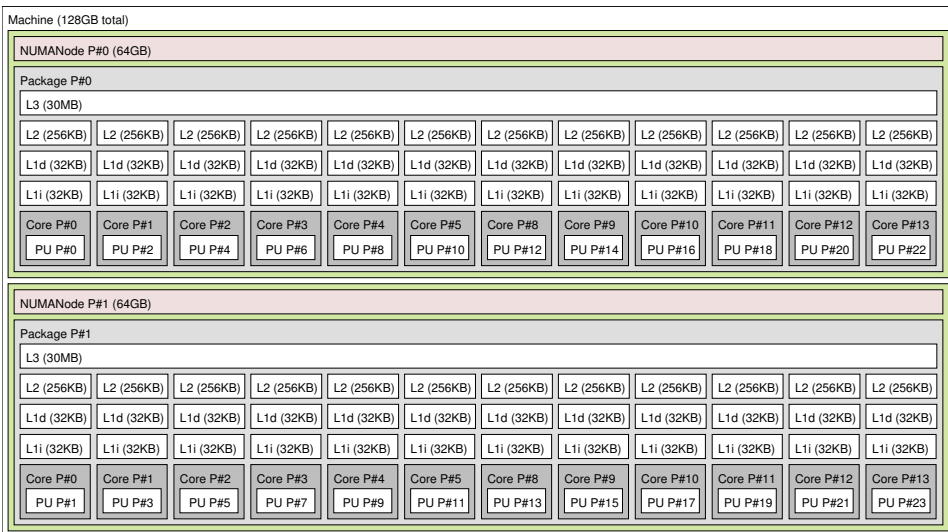 Machine (128GB total)
NUMANode P#0 (64GB)
Package P#0
L3 (30MB)
L2 (256KB) L2 (256KB) L2 (256KB) L2 (256KB) L2 (256KB) L2 (256KB) L2 (256KB) L2 (256KB) L2 (256KB) L2 (256KB) L2 (256KB) L2 (256KB)
L1d (32KB) L1d (32KB) L1d (32KB) L1d (32KB) L1d (32KB) L1d (32KB) L1d (32KB) L1d (32KB) L1d (32KB) L1d (32KB) L1d (32KB) L1d (32KB)
L1i (32KB) L1i (32KB) L1i (32KB) L1i (32KB) L1i (32KB) L1i (32KB) L1i (32KB) L1i (32KB) L1i (32KB) L1i (32KB) L1i (32KB) L1i (32KB)
Core P#0 Core P#1 Core P#2 Core P#3 Core P#4 Core P#5 Core P#8 Core P#9 Core P#10 Core P#11 Core P#12 Core P#13
PU P#0 PU P#2 PU P#4 PU P#6 PU P#8 PU P#10 PU P#12 PU P#14 PU P#16 PU P#18 PU P#20 PU P#22
NUMANode P#1 (64GB)
Package P#1
L3 (30MB)
L2 (256KB) L2 (256KB) L2 (256KB) L2 (256KB) L2 (256KB) L2 (256KB) L2 (256KB) L2 (256KB) L2 (256KB) L2 (256KB) L2 (256KB) L2 (256KB)
L1d (32KB) L1d (32KB) L1d (32KB) L1d (32KB) L1d (32KB) L1d (32KB) L1d (32KB) L1d (32KB) L1d (32KB) L1d (32KB) L1d (32KB) L1d (32KB)
L1i (32KB) L1i (32KB) L1i (32KB) L1i (32KB) L1i (32KB) L1i (32KB) L1i (32KB) L1i (32KB) L1i (32KB) L1i (32KB) L1i (32KB) L1i (32KB)
Core P#0 Core P#1 Core P#2 Core P#3 Core P#4 Core P#5 Core P#8 Core P#9 Core P#10 Core P#11 Core P#12 Core P#13
PU P#1 PU P#3 PU P#5 PU P#7 PU P#9 PU P#11 PU P#13 PU P#15 PU P#17 PU P#19 PU P#21 PU P#23